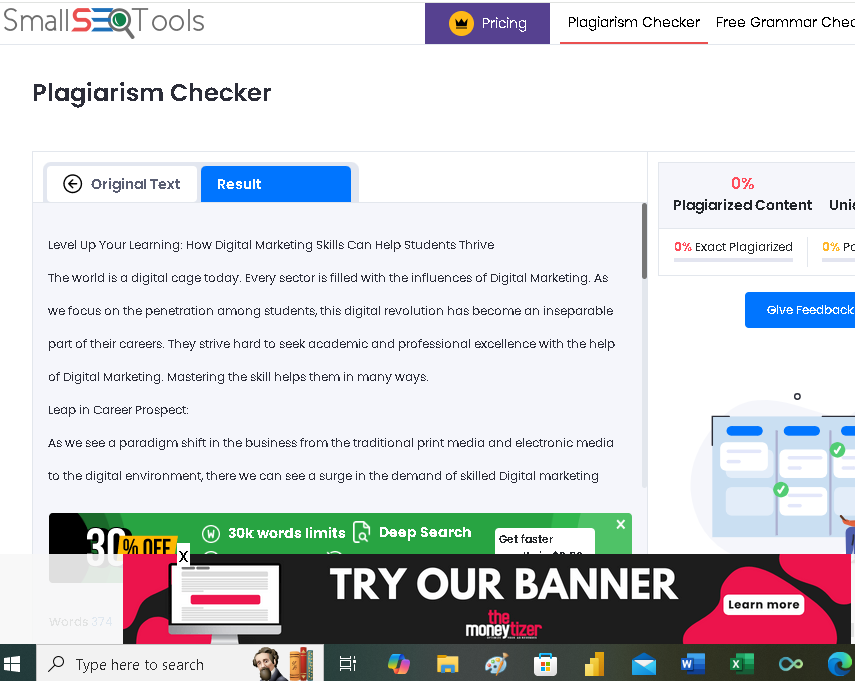 SmallSEOTools
Pricing
Plagiarism Checker
Free Grammar Chec
Plagiarism Checker
Original Text
Result
0%
Plagiarized Content
Uni
0% Exact Plagiarized
0% Pa
Level Up Your Learning: How Digital Marketing Skills Can Help Students Thrive
The world is a digital cage today. Every sector is filled with the influences of Digital Marketing. As
we focus on the penetration among students, this digital revolution has become an inseparable
part of their careers. They strive hard to seek academic and professional excellence with the help
of Digital Marketing. Mastering the skill helps them in many ways.
Leap in Career Prospect:
As we see a paradigm shift in the business from the traditional print media and electronic media
to the digital environment, there we can see a surge in the demand of skilled Digital marketing
Give Feedback
30% OFF
30k words limits
Deep Search
Get faster
X
TRY OUR BANNER
the
moneytizer
Learn more
Words 374
Type here to search